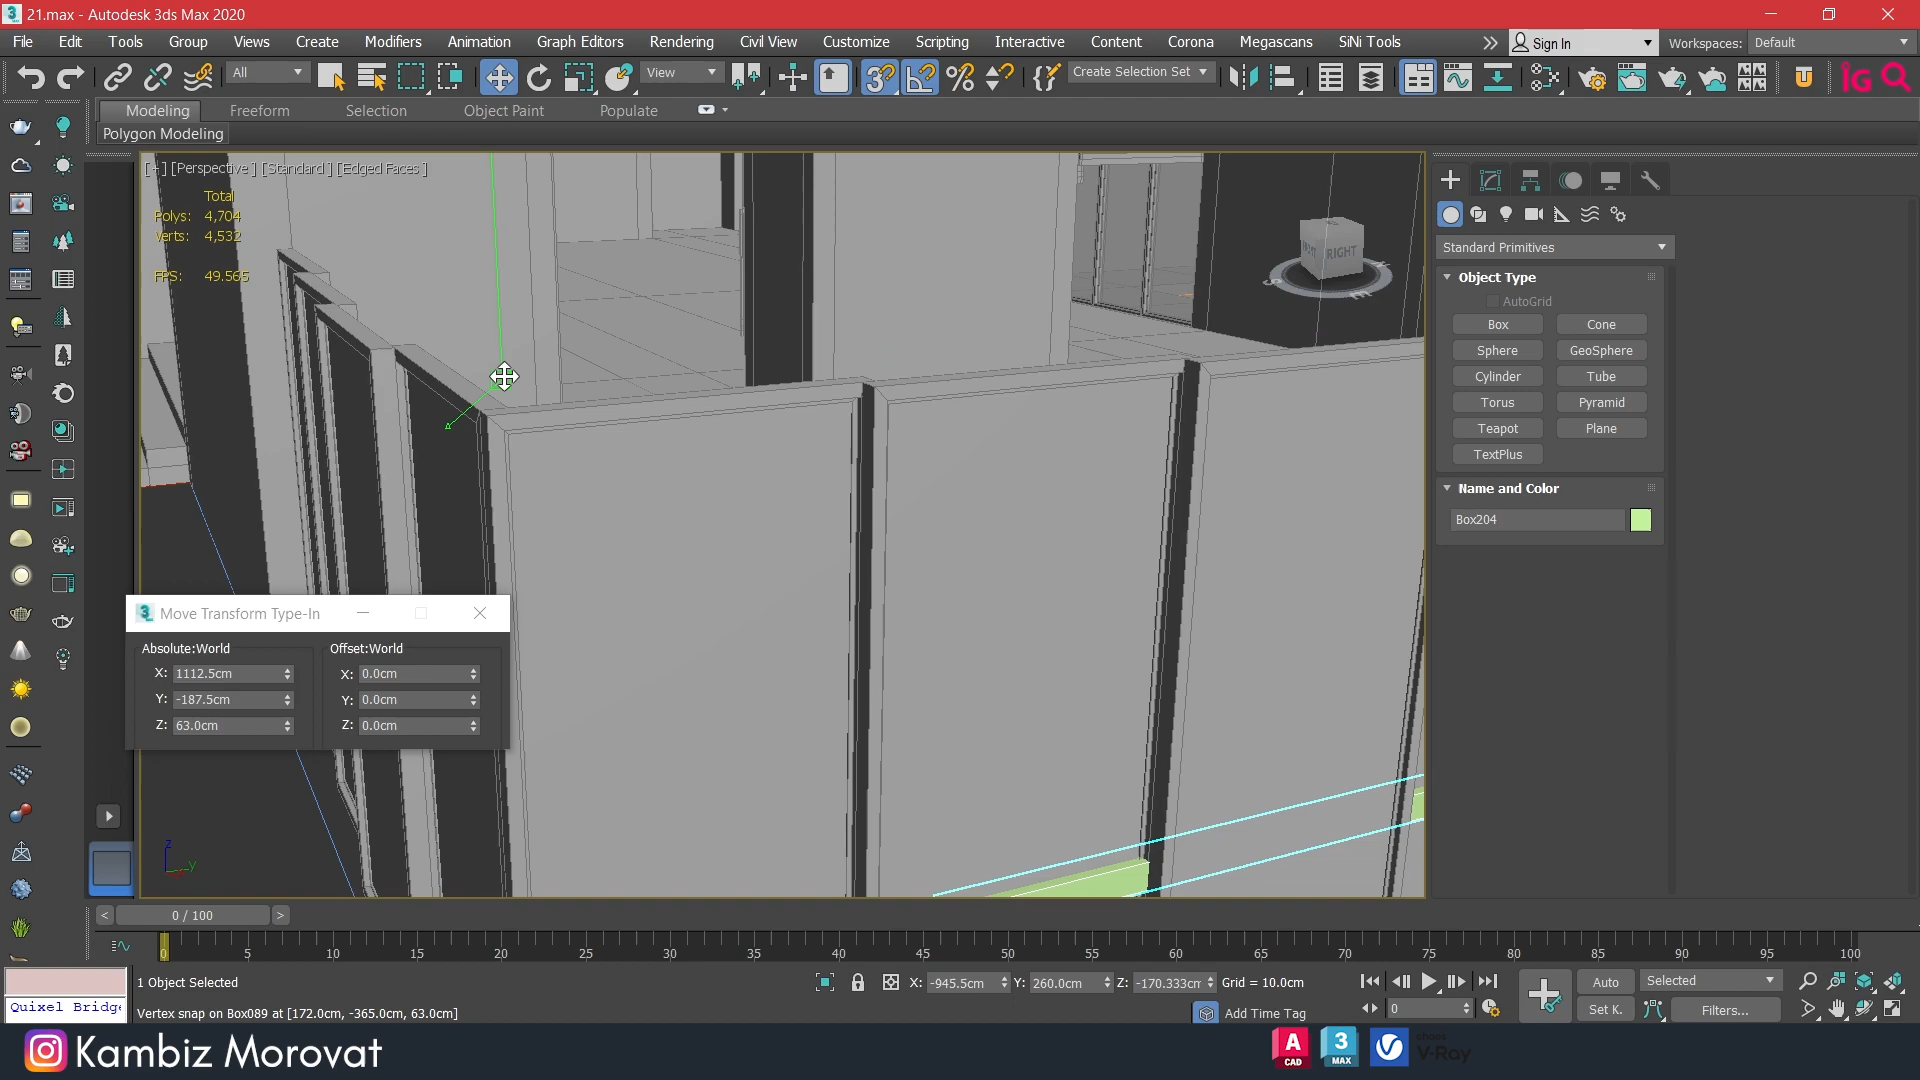 21.max - Autodesk 3ds Max 2020
File Edit Tools Group Views Create Modifiers Animation Graph Editors Rendering Civil View Customize Scripting Interactive Content Corona Megascans SiNi Tools Sign In Workspaces: Default
All View Create Selection Set
Modeling Freeform Selection Object Paint Populate
Polygon Modeling
[+] [Perspective ] [Standard ] [Edged Faces ]
Total
Polys: 4,704
Verts: 4,532
FPS: 49.565
RIGHT
Standard Primitives
Object Type
AutoGrid
Box Cone
Sphere GeoSphere
Cylinder Tube
Torus Pyramid
Teapot Plane
TextPlus
Name and Color
Box204
Move Transform Type-In
Absolute:World Offset:World
X: 1112.5cm X: 0.0cm
Y: -187.5cm Y: 0.0cm
Z: 63.0cm Z: 0.0cm
z
y
0 / 100
0 5 10 15 20 25 30 35 40 45 50 55 60 65 70 75 80 85 90 95 100
1 Object Selected X: -945.5cm Y: 260.0cm Z: -170.333cm Grid = 10.0cm Auto Selected
Quixel Bridge
Vertex snap on Box089 at [172.0cm, -365.0cm, 63.0cm] Add Time Tag 0 Set K. Filters...
Kambiz Morovat
A CAD 3 MAX chaos V-Ray